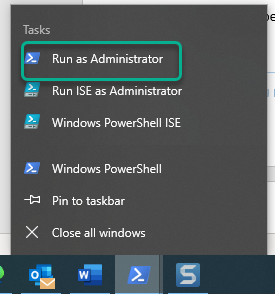 Tasks
Run as Administrator
Run ISE as Administrator
Windows PowerShell ISE
Windows PowerShell
Pin to taskbar
Close all windows